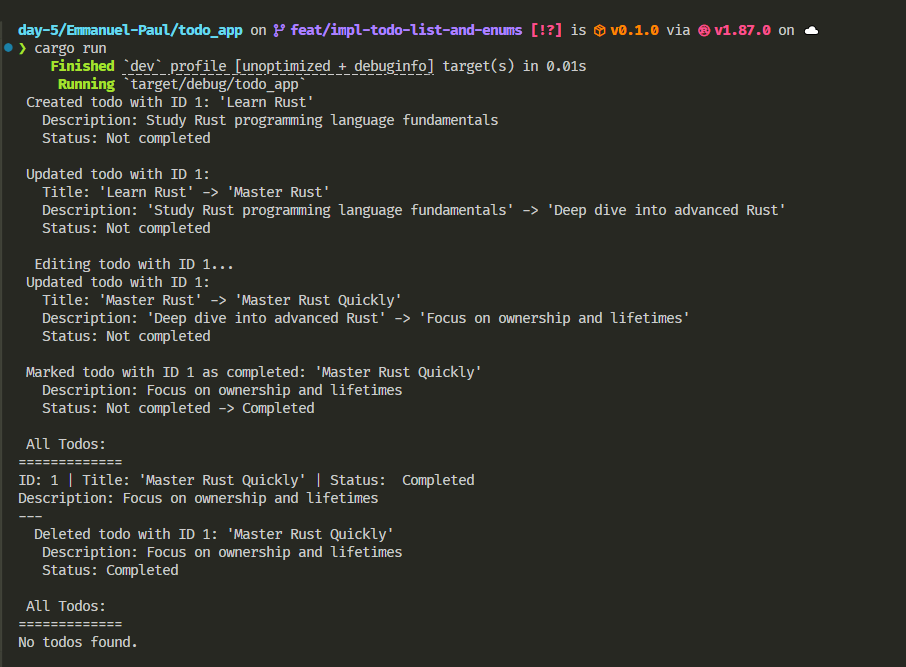 day-5/Emmanuel-Paul/todo_app on feat/impl-todo-list-and-enums [!?] is v0.1.0 via v1.87.0 on
❯ cargo run
Finished `dev` profile [unoptimized + debuginfo] target(s) in 0.01s
Running `target/debug/todo_app`
Created todo with ID 1: 'Learn Rust'
Description: Study Rust programming language fundamentals
Status: Not completed
Updated todo with ID 1:
Title: 'Learn Rust' -> 'Master Rust'
Description: 'Study Rust programming language fundamentals' -> 'Deep dive into advanced Rust'
Status: Not completed
Editing todo with ID 1...
Updated todo with ID 1:
Title: 'Master Rust' -> 'Master Rust Quickly'
Description: 'Deep dive into advanced Rust' -> 'Focus on ownership and lifetimes'
Status: Not completed
Marked todo with ID 1 as completed: 'Master Rust Quickly'
Description: Focus on ownership and lifetimes
Status: Not completed -> Completed
All Todos:
=============
ID: 1 | Title: 'Master Rust Quickly' | Status:  Completed
Description: Focus on ownership and lifetimes
---
Deleted todo with ID 1: 'Master Rust Quickly'
Description: Focus on ownership and lifetimes
Status: Completed
All Todos:
=============
No todos found.